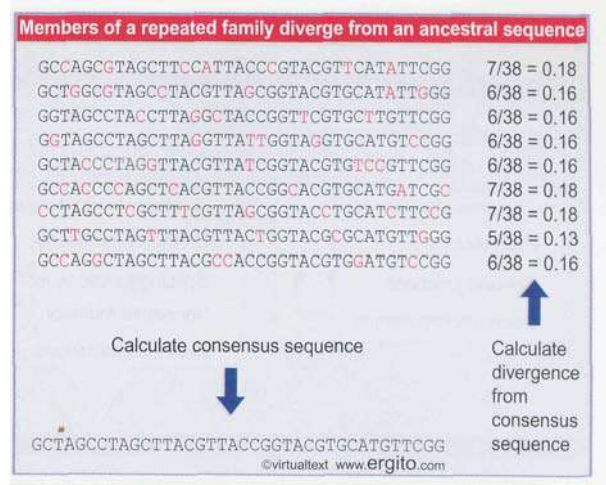 Members of a repeated family diverge from an ancestral sequence
GCCAGCGTAGCTTCCATTACCCGTACGTTCATATTCGG 7/38 = 0.18
GCTGGCGTAGCCTACGTTAGCGGTACGTGCATATTGGG 6/38 = 0.16
GGTAGCCTACCTTAGGCTACCGGTTCGTGCTTGTTCGG 6/38 = 0.16
GGTAGCCTAGCTTAGGTTATTGGTAGGTGCATGTCCGG 6/38 = 0.16
GCTACCCTAGGTTACGTTATCGGTACGTGTCCGTTCGG 6/38 = 0.16
GCCACCCCAGCTCACGTTACCGGCACGTGCATGATCGC 7/38 = 0.18
CCTAGCCTCGCTTTCGTTAGCGGTACCTGCATCTTCCG 7/38 = 0.18
GCTTGCCTAGTTTACGTTACTGGTACGCGCATGTTGGG 5/38 = 0.13
GCCAGGCTAGCTTACGCCACCGGTACGTGGATGTCCGG 6/38 = 0.16
Calculate consensus sequence
Calculate
divergence
from
consensus
sequence
GCTAGCCTAGCTTACGTTACCGGTACGTGCATGTTCGG
©virtualtext www.ergito.com